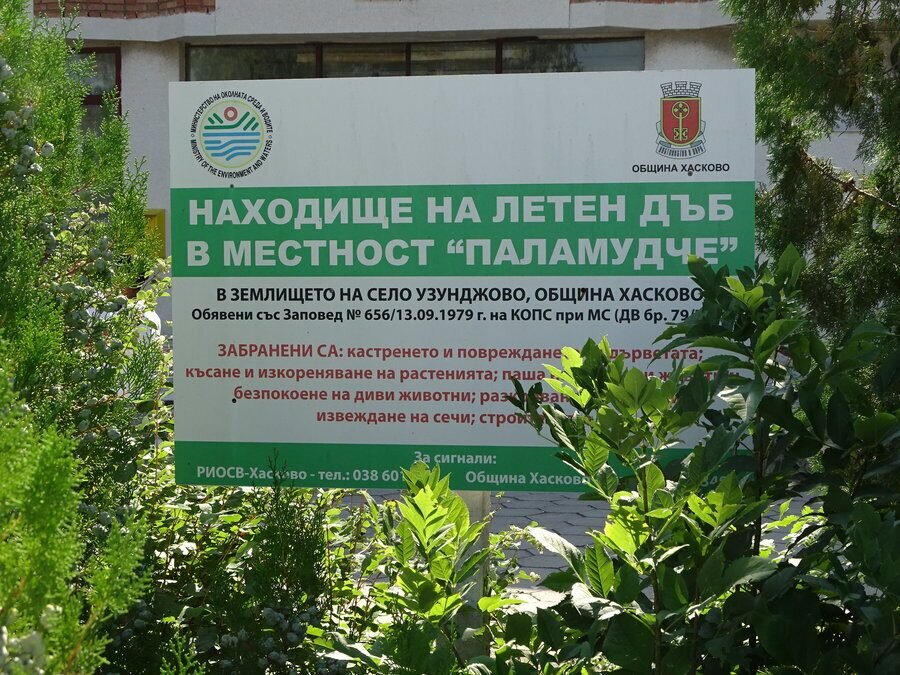 МИНИСТЕРСТВО НА ОКОЛНАТА СРЕДА И ВОДИТЕ
MINISTRY OF THE ENVIRONMENT AND WATERS
ОБЩИНА ХАСКОВО
НАХОДИЩЕ НА ЛЕТЕН ДЪБ
В МЕСТНОСТ “ПАЛАМУДЧЕ”
В ЗЕМЛИЩЕТО НА СЕЛО УЗУНДЖОВО, ОБЩИНА ХАСКОВО
Обявени със Заповед № 656/13.09.1979 г. на КОПС при МС (ДВ бр. 79/
ЗАБРАНЕНИ СА: кастренето и повреждане дърветата;
късане и изкореняване на растенията; паша
безпокоене на диви животни;
извеждане на сечи;
За сигнали:
РИОСВ-Хасково - тел.: 038 60 Община Хасково